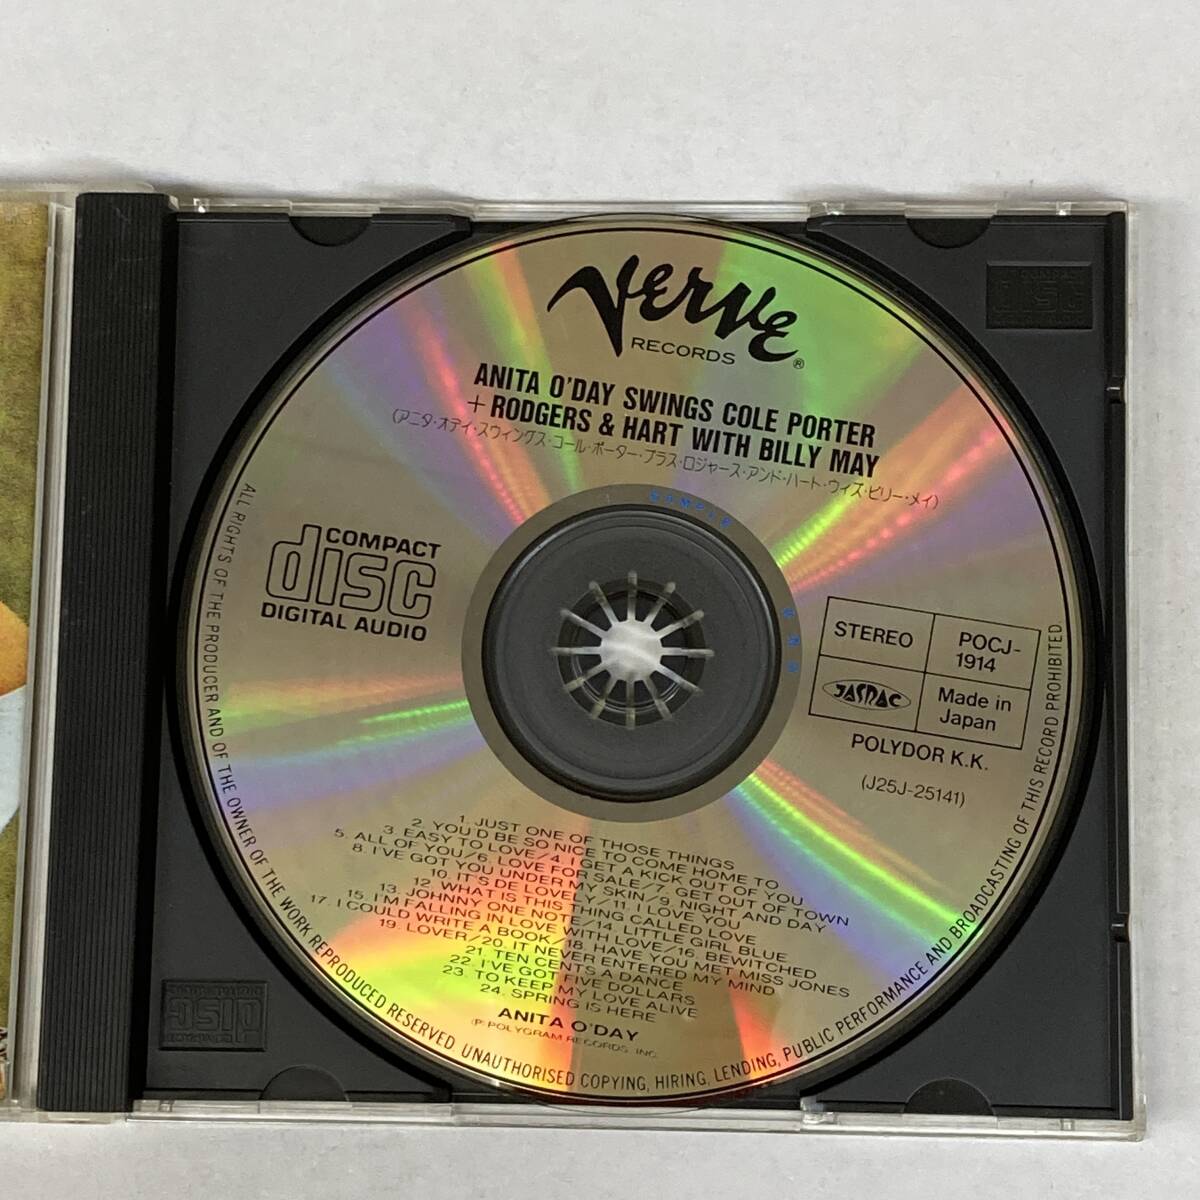 VERVE
RECORDS ®
ANITA O'DAY SWINGS COLE PORTER
+ RODGERS & HART WITH BILLY MAY
(アニタ・オデイ・スウィングス・コール・ポーター・プラス・ロジャース・アンド・ハート・ウィズ・ビリー・メイ)
SAMPLE
COMPACT
disc
DIGITAL AUDIO
STEREO
POCJ-
1914
JASRAC
Made in
Japan
POLYDOR K.K.
(J25J-25141)
1. JUST ONE OF THOSE THINGS
2. YOU'D BE SO NICE TO COME HOME TO
3. EASY TO LOVE/4. I GET A KICK OUT OF YOU
5. ALL OF YOU/6. LOVE FOR SALE/7. GET OUT OF TOWN
8. I'VE GOT YOU UNDER MY SKIN/9. NIGHT AND DAY
10. IT'S DE LOVELY/11. I LOVE YOU
12. WHAT IS THIS THING CALLED LOVE
13. JOHNNY ONE NOTE/14. LITTLE GIRL BLUE
15. I'M FALLING IN LOVE WITH LOVE/16. BEWITCHED
17. I COULD WRITE A BOOK/18. HAVE YOU MET MISS JONES
19. LOVER/20. IT NEVER ENTERED MY MIND
21. TEN CENTS A DANCE
22. I'VE GOT FIVE DOLLARS
23. TO KEEP MY LOVE ALIVE
24. SPRING IS HERE
ANITA O'DAY
(P) POLYGRAM RECORDS, INC.
ALL RIGHTS OF THE PRODUCER AND OF THE OWNER OF THE WORK REPRODUCED RESERVED. UNAUTHORISED COPYING, HIRING, LENDING, PUBLIC PERFORMANCE AND BROADCASTING OF THIS RECORD PROHIBITED
COMPACT
disc
COMPACT
disc
DIGITAL AUDIO